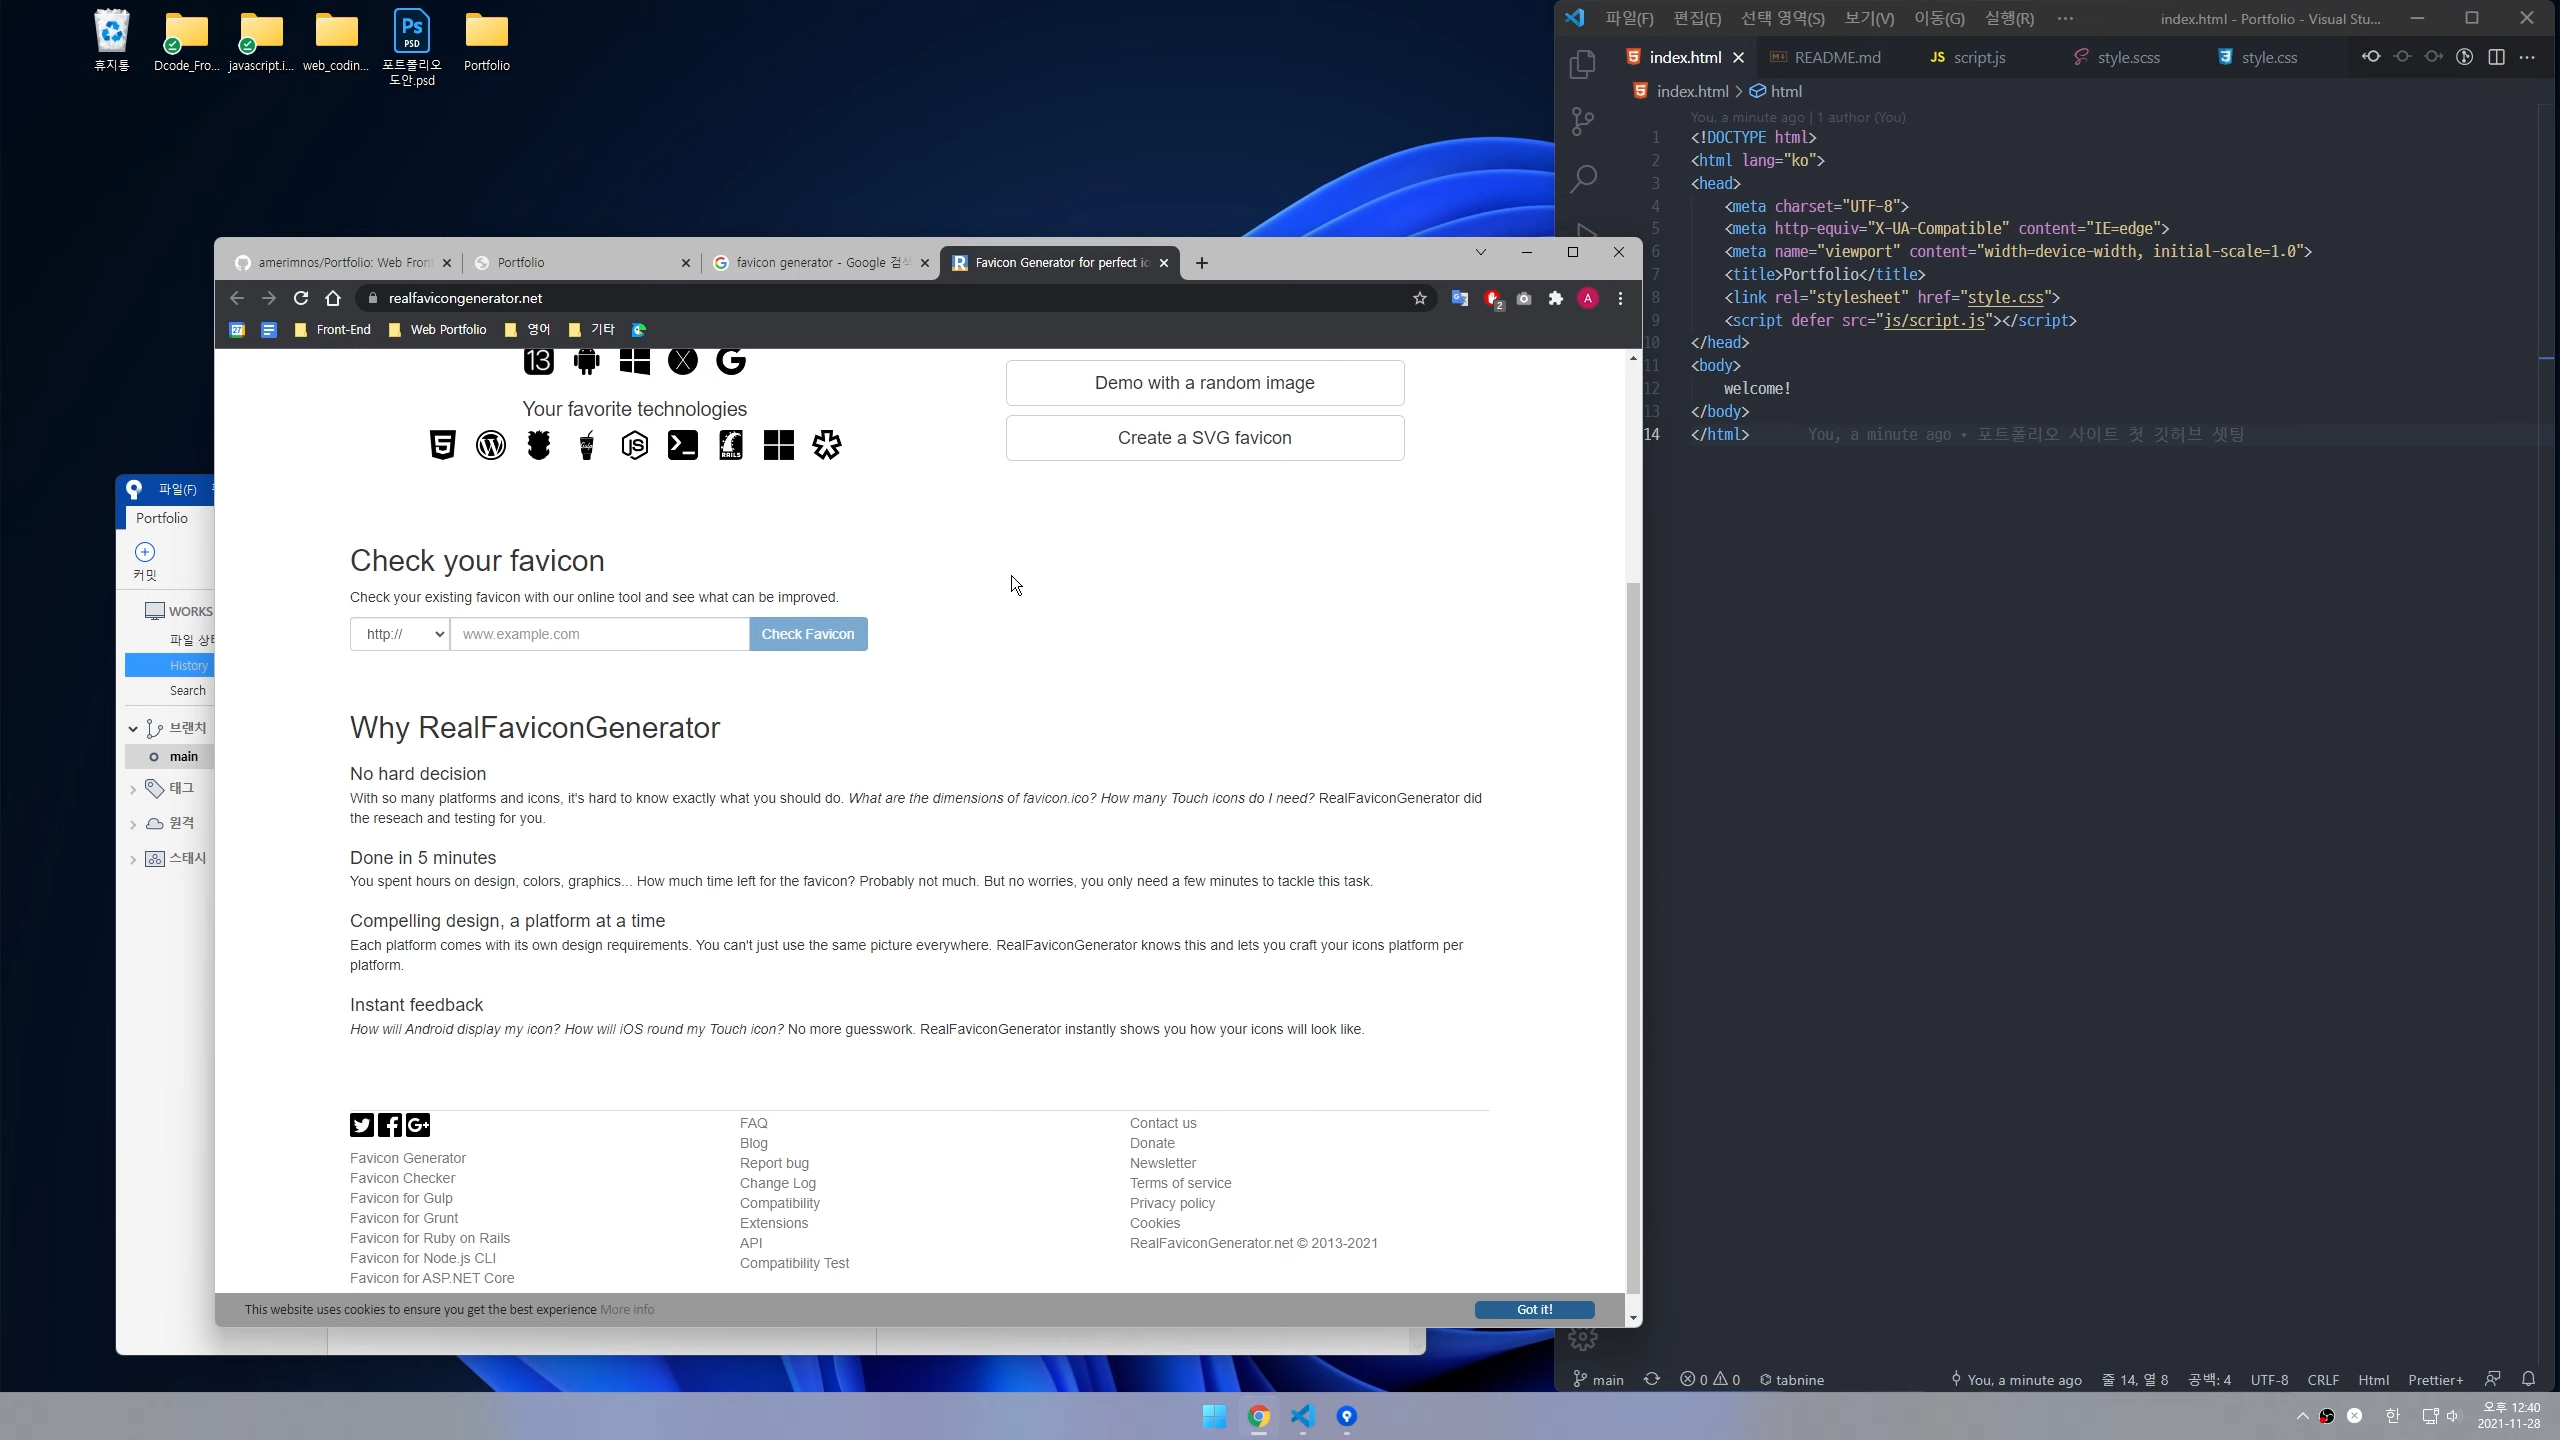 휴지통
Dcode_Fro...
javascript.i...
web_codin...
포트폴리오
도안.psd
Portfolio
파일(F)
Portfolio
커밋
WORKS
History
Search
브랜치
main
태그
원격
스태시
amerimnos/Portfolio: Web Front
Portfolio
favicon generator - Google 검색
Favicon Generator for perfect ic
realfavicongenerator.net
Front-End
Web Portfolio
영어
기타
Demo with a random image
Your favorite technologies
Create a SVG favicon
Check your favicon
Check your existing favicon with our online tool and see what can be improved.
http://
www.example.com
Check Favicon
Why RealFaviconGenerator
No hard decision
With so many platforms and icons, it's hard to know exactly what you should do. What are the dimensions of favicon.ico? How many Touch icons do I need? RealFaviconGenerator did
the reseach and testing for you.
Done in 5 minutes
You spent hours on design, colors, graphics... How much time left for the favicon? Probably not much. But no worries, you only need a few minutes to tackle this task.
Compelling design, a platform at a time
Each platform comes with its own design requirements. You can't just use the same picture everywhere. RealFaviconGenerator knows this and lets you craft your icons platform per
platform.
Instant feedback
How will Android display my icon? How will iOS round my Touch icon? No more guesswork. RealFaviconGenerator instantly shows you how your icons will look like.
Favicon Generator
Favicon Checker
Favicon for Gulp
Favicon for Grunt
Favicon for Ruby on Rails
Favicon for Node.js CLI
Favicon for ASP.NET Core
FAQ
Blog
Report bug
Change Log
Compatibility
Extensions
API
Compatibility Test
Contact us
Donate
Newsletter
Terms of service
Privacy policy
Cookies
RealFaviconGenerator.net © 2013-2021
This website uses cookies to ensure you get the best experience More info
Got it!
파일(F) 편집(E) 선택 영역(S) 보기(V) 이동(G) 실행(R) ···
index.html - Portfolio - Visual Stu...
index.html
README.md
script.js
style.scss
style.css
index.html > html
You, a minute ago | 1 author (You)
1 <!DOCTYPE html>
2 <html lang="ko">
3 <head>
4 <meta charset="UTF-8">
5 <meta http-equiv="X-UA-Compatible" content="IE=edge">
6 <meta name="viewport" content="width=device-width, initial-scale=1.0">
7 <title>Portfolio</title>
8 <link rel="stylesheet" href="style.css">
9 <script defer src="js/script.js"></script>
10 </head>
11 <body>
12 welcome!
13 </body>
14 </html> You, a minute ago • 포트폴리오 사이트 첫 깃허브 셋팅
main
0 0
tabnine
You, a minute ago
줄 14, 열 8
공백: 4
UTF-8
CRLF
Html
Prettier+
한
오후 12:40
2021-11-28